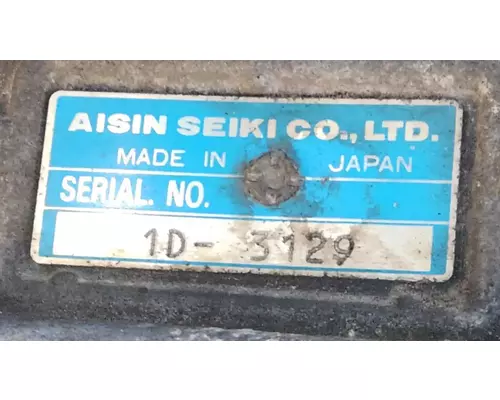 AISIN SEIKI CO., LTD.
MADE IN JAPAN
SERIAL. NO.
1D- 3129